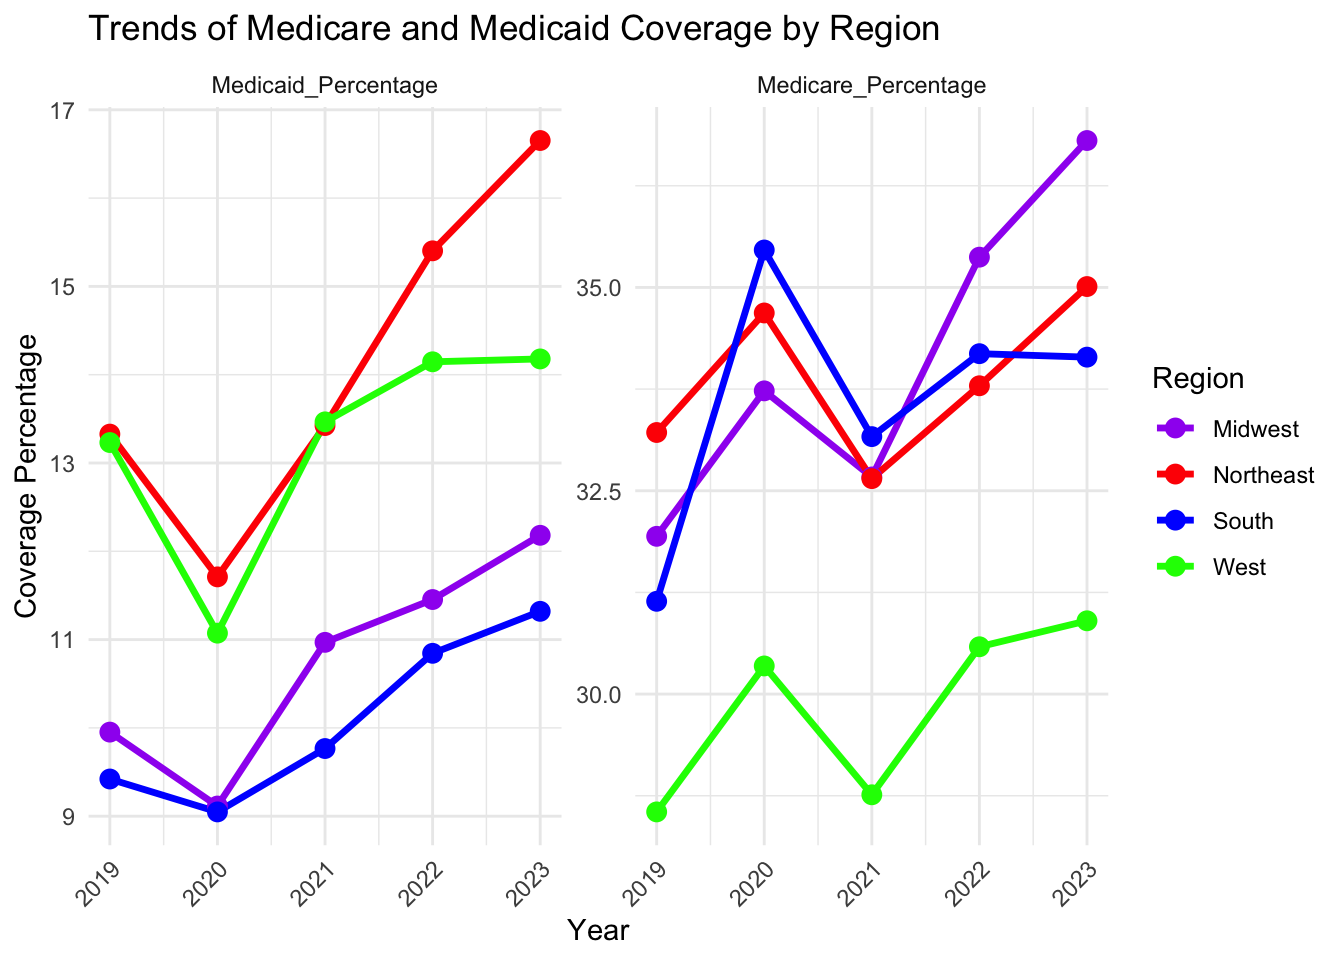 Trends of Medicare and Medicaid Coverage by Region
Medicaid_Percentage
Medicare_Percentage
Coverage Percentage
17
15
13
11
9
35.0
32.5
30.0
2019
2020
2021
2022
2023
2019
2020
2021
2022
2023
Year
Region
Midwest
Northeast
South
West